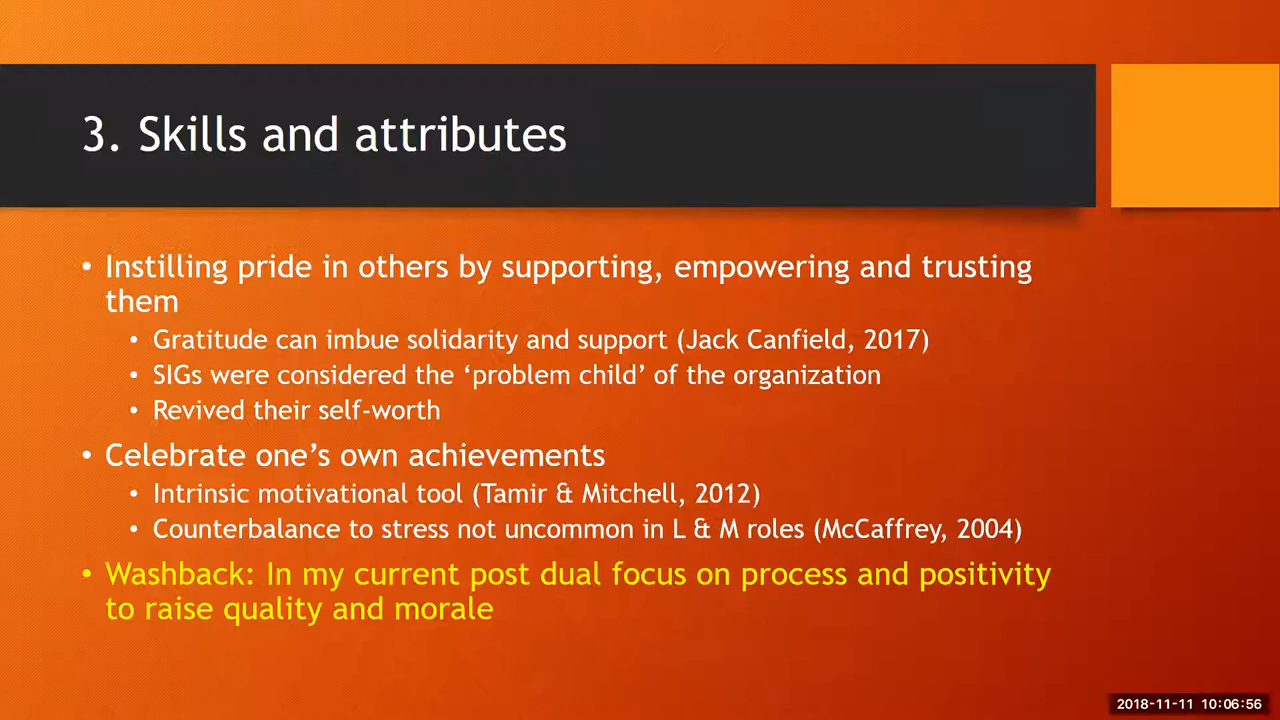 3. Skills and attributes
• Instilling pride in others by supporting, empowering and trusting
them
• Gratitude can imbue solidarity and support (Jack Canfield, 2017)
• SIGs were considered the ‘problem child’ of the organization
• Revived their self-worth
• Celebrate one’s own achievements
• Intrinsic motivational tool (Tamir & Mitchell, 2012)
• Counterbalance to stress not uncommon in L & M roles (McCaffrey, 2004)
• Washback: In my current post dual focus on process and positivity
to raise quality and morale
2018-11-11 10:06:56